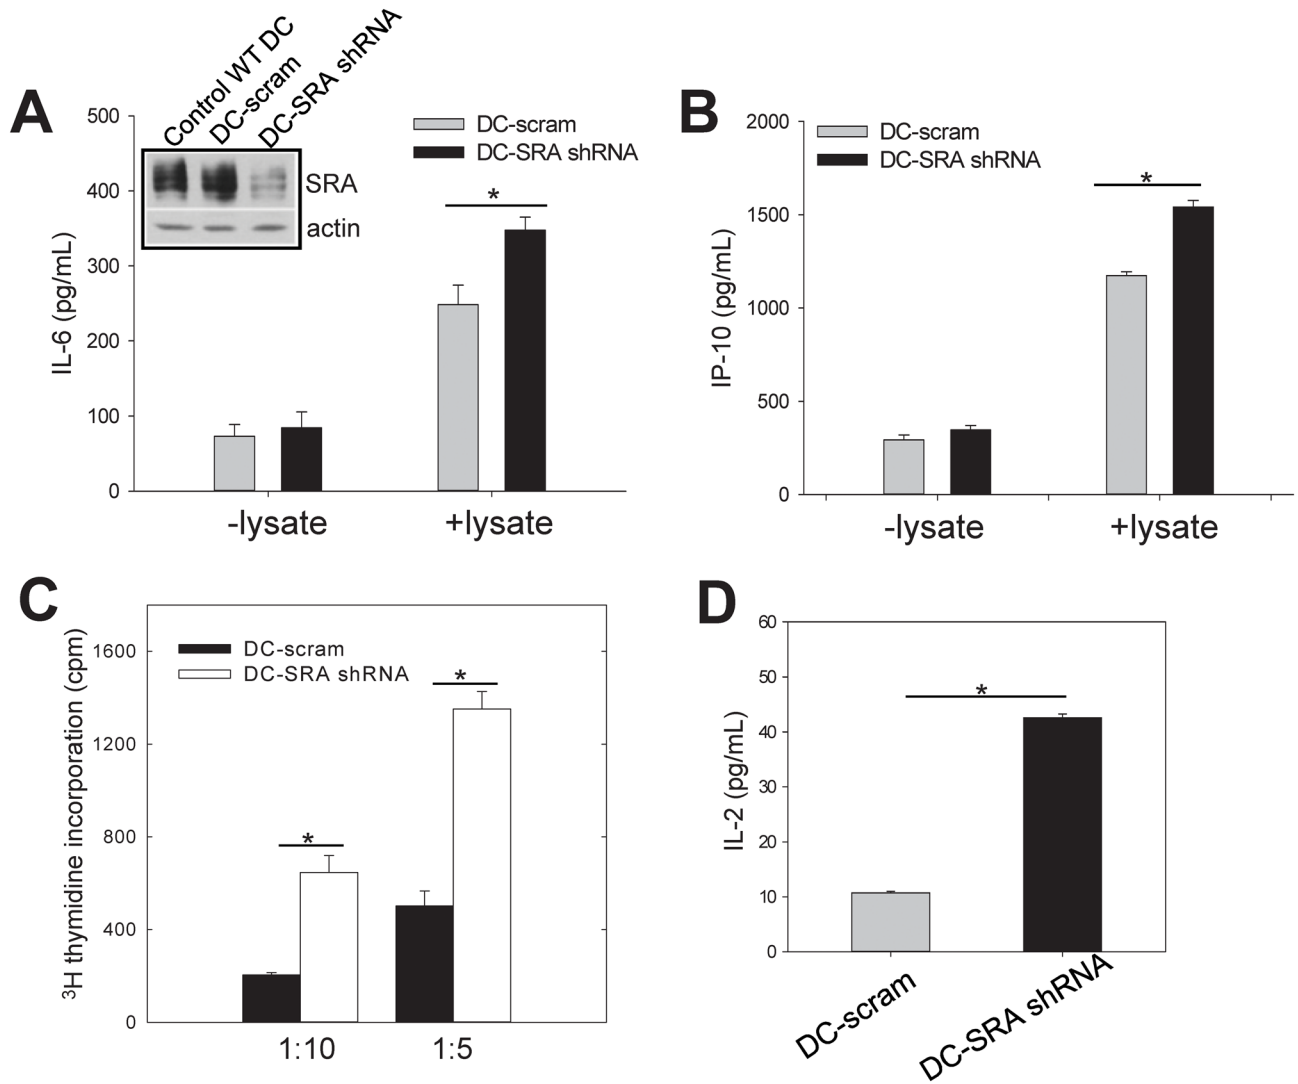 A
Control WT DC
DC-scram
DC-SRA shRNA
SRA
actin
DC-scram
DC-SRA shRNA
*
IL-6 (pg/mL)
500
400
300
200
100
0
-lysate
+lysate
B
DC-scram
DC-SRA shRNA
*
IP-10 (pg/mL)
2000
1500
1000
500
0
-lysate
+lysate
C
DC-scram
DC-SRA shRNA
*
*
³H thymidine incorporation (cpm)
1600
1200
800
400
0
1:10
1:5
D
*
IL-2 (pg/mL)
60
50
40
30
20
10
0
DC-scram
DC-SRA shRNA